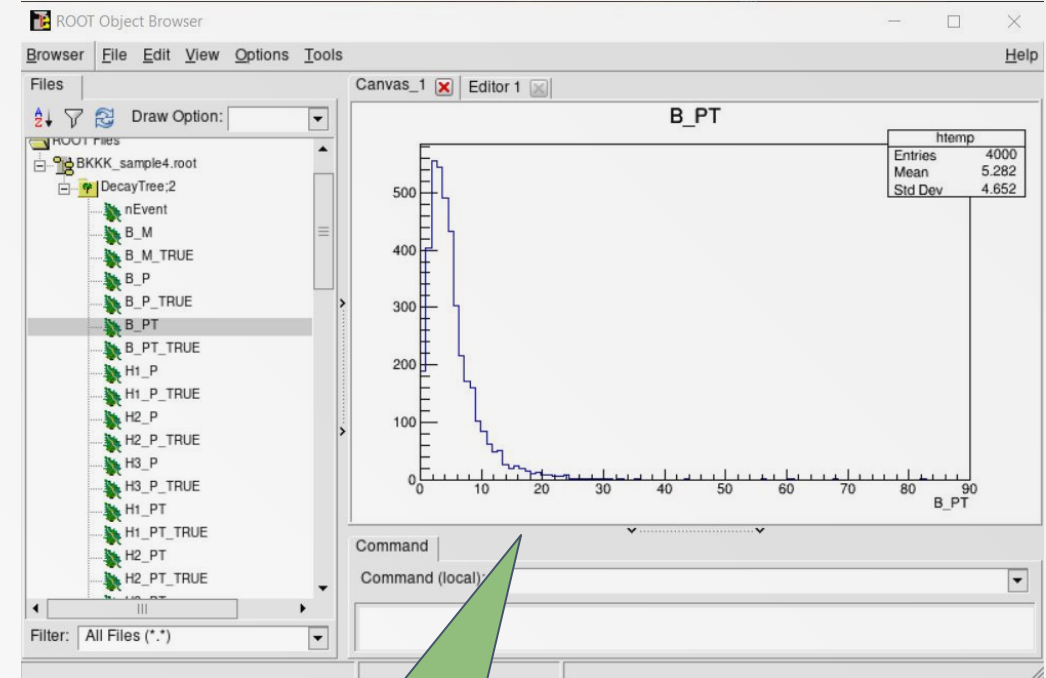 ROOT Object Browser
Browser File Edit View Options Tools Help
Files
Draw Option:
ROOT Files
BKKK_sample4.root
DecayTree;2
nEvent
B_M
B_M_TRUE
B_P
B_P_TRUE
B_PT
B_PT_TRUE
H1_P
H1_P_TRUE
H2_P
H2_P_TRUE
H3_P
H3_P_TRUE
H1_PT
H1_PT_TRUE
H2_PT
H2_PT_TRUE
Filter: All Files (*.*)
Canvas_1 Editor 1
B_PT
htemp
Entries 4000
Mean 5.282
Std Dev 4.652
500
400
300
200
100
0
0 10 20 30 40 50 60 70 80 90
B_PT
Command
Command (local):